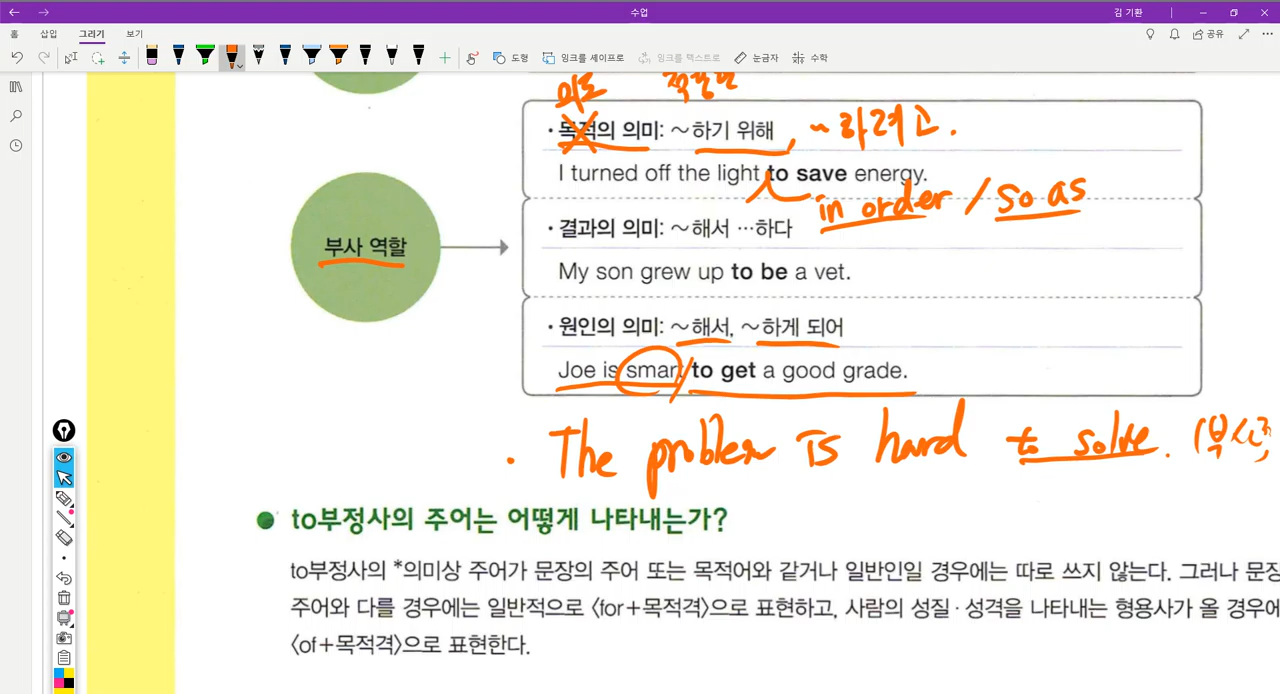 수업
김 기환
홈 삽입 그리기 보기
공유
도형 잉크를 셰이프로 잉크를 텍스트로 눈금자 수학
의도
• 목적의 의미: ~하기 위해, ~하려고.
I turned off the light to save energy.
in order / so as
부사 역할
• 결과의 의미: ~해서 …하다
My son grew up to be a vet.
• 원인의 의미: ~해서, ~하게 되어
Joe is smart to get a good grade.
• The problem is hard to solve. (부사
● to부정사의 주어는 어떻게 나타내는가?
to부정사의 *의미상 주어가 문장의 주어 또는 목적어와 같거나 일반인일 경우에는 따로 쓰지 않는다. 그러나 문장
주어와 다를 경우에는 일반적으로 〈for+목적격〉으로 표현하고, 사람의 성질·성격을 나타내는 형용사가 올 경우에
〈of+목적격〉으로 표현한다.